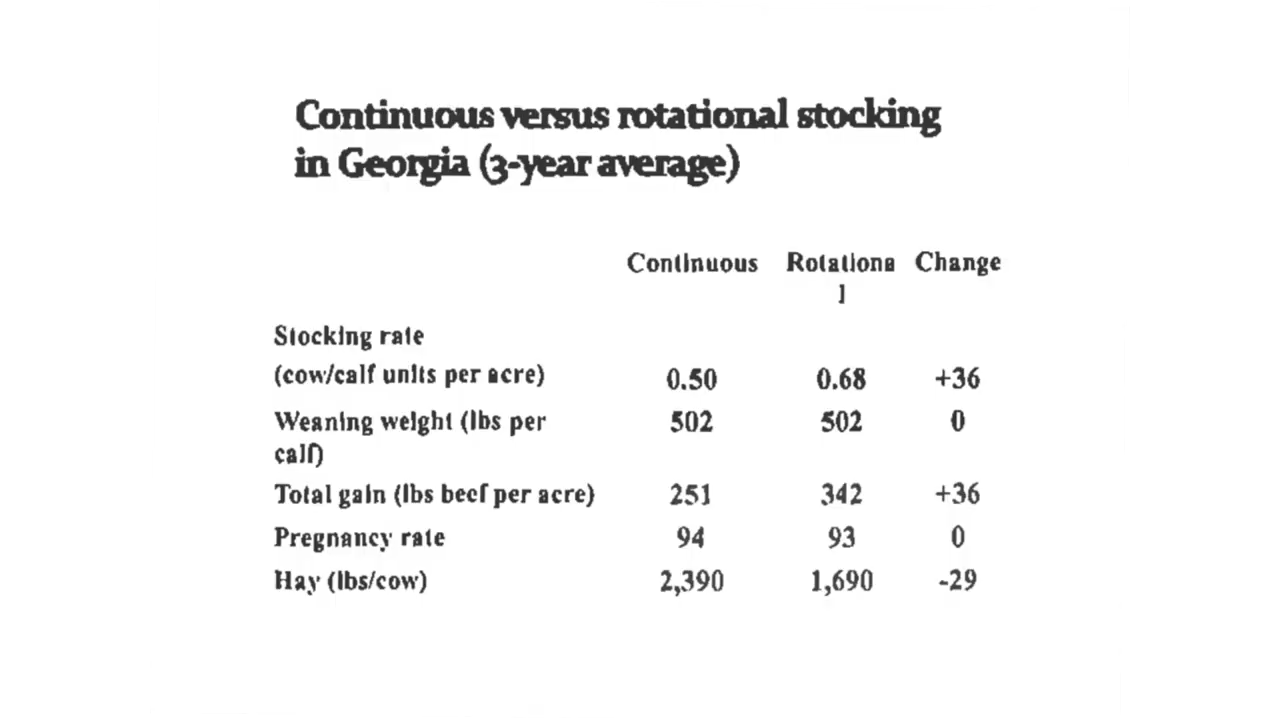 Continuous versus rotational stocking
in Georgia (3-year average)
Continuous Rotationa Change
l
Stocking rate
(cow/calf units per acre) 0.50 0.68 +36
Weaning weight (lbs per 502 502 0
calf)
Total gain (lbs beef per acre) 251 342 +36
Pregnancy rate 94 93 0
Hay (lbs/cow) 2,390 1,690 -29